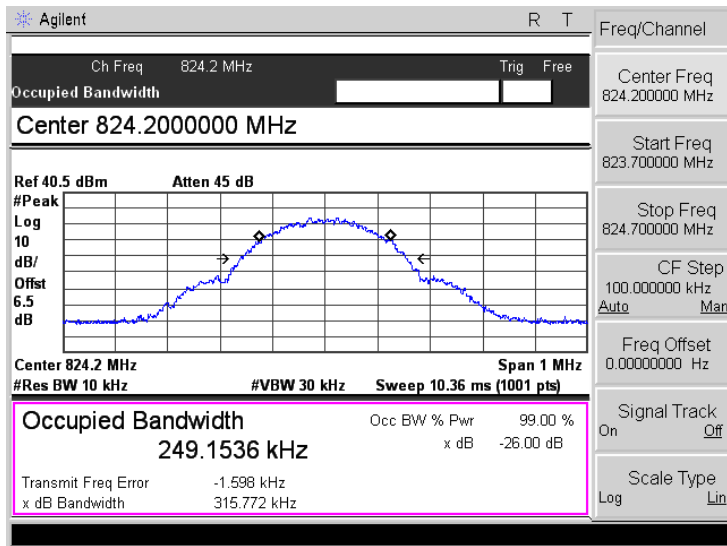 Agilent R T
Freq/Channel
Ch Freq 824.2 MHz Trig Free
Occupied Bandwidth
Center 824.2000000 MHz
Ref 40.5 dBm Atten 45 dB
#Peak
Log
10
dB/
Offst
6.5
dB
Center 824.2 MHz Span 1 MHz
#Res BW 10 kHz #VBW 30 kHz Sweep 10.36 ms (1001 pts)
Occupied Bandwidth
249.1536 kHz
Occ BW % Pwr 99.00 %
x dB -26.00 dB
Transmit Freq Error -1.598 kHz
x dB Bandwidth 315.772 kHz
Center Freq
824.200000 MHz
Start Freq
823.700000 MHz
Stop Freq
824.700000 MHz
CF Step
100.000000 kHz
Auto Man
Freq Offset
0.00000000 Hz
Signal Track
On Off
Scale Type
Log Lin